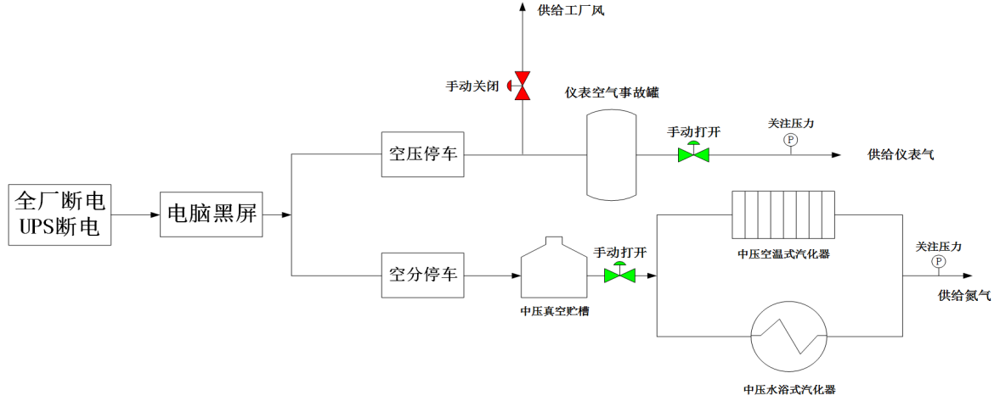 供给工厂风
手动关闭
仪表空气事故罐
手动打开
关注压力
P
空压停车
供给仪表气
全厂断电
UPS断电
电脑黑屏
中压空温式汽化器
手动打开
关注压力
P
空分停车
供给氮气
中压真空贮槽
中压水浴式汽化器